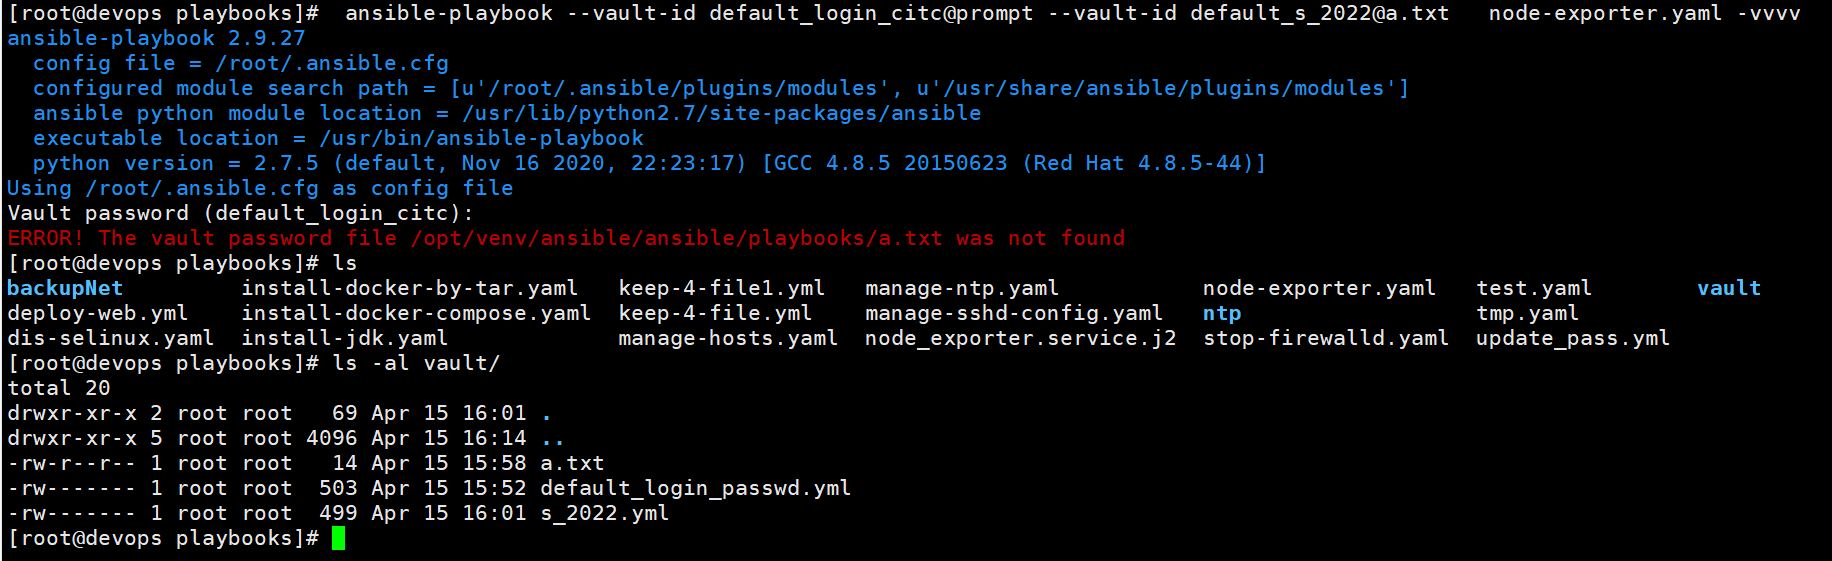 [root@devops playbooks]#  ansible-playbook --vault-id default_login_citc@prompt --vault-id default_s_2022@a.txt   node-exporter.yaml -vvvv
ansible-playbook 2.9.27
  config file = /root/.ansible.cfg
  configured module search path = [u'/root/.ansible/plugins/modules', u'/usr/share/ansible/plugins/modules']
  ansible python module location = /usr/lib/python2.7/site-packages/ansible
  executable location = /usr/bin/ansible-playbook
  python version = 2.7.5 (default, Nov 16 2020, 22:23:17) [GCC 4.8.5 20150623 (Red Hat 4.8.5-44)]
Using /root/.ansible.cfg as config file
Vault password (default_login_citc):
ERROR! The vault password file /opt/venv/ansible/ansible/playbooks/a.txt was not found
[root@devops playbooks]# ls
backupNet         install-docker-by-tar.yaml   keep-4-file1.yml   manage-ntp.yaml           node-exporter.yaml   test.yaml        vault
deploy-web.yml    install-docker-compose.yaml  keep-4-file.yml    manage-sshd-config.yaml   ntp                  tmp.yaml
dis-selinux.yaml  install-jdk.yaml             manage-hosts.yaml  node_exporter.service.j2  stop-firewalld.yaml  update_pass.yml
[root@devops playbooks]# ls -al vault/
total 20
drwxr-xr-x 2 root root   69 Apr 15 16:01 .
drwxr-xr-x 5 root root 4096 Apr 15 16:14 ..
-rw-r--r-- 1 root root   14 Apr 15 15:58 a.txt
-rw------- 1 root root  503 Apr 15 15:52 default_login_passwd.yml
-rw------- 1 root root  499 Apr 15 16:01 s_2022.yml
[root@devops playbooks]#